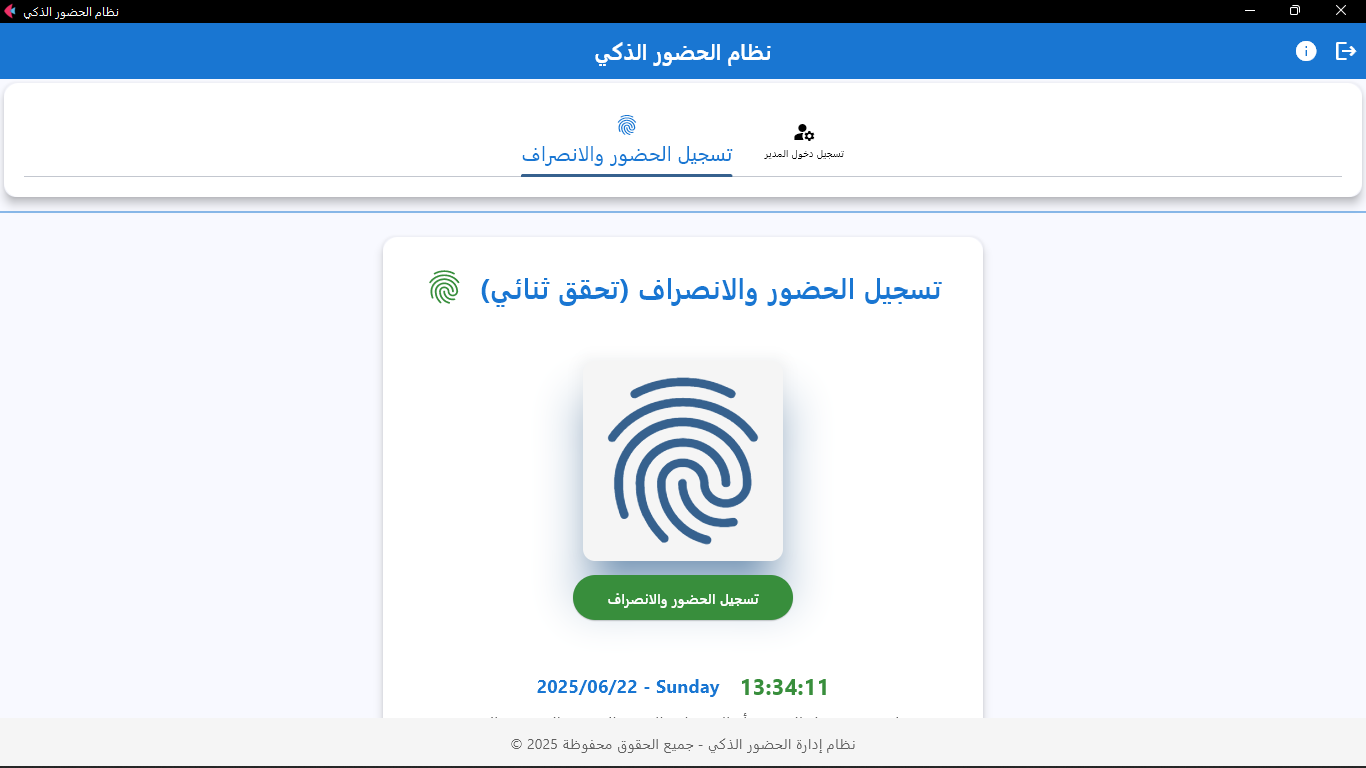 نظام الحضور الذكي
نظام الحضور الذكي
تسجيل الحضور والانصراف
تسجيل دخول المدير
تسجيل الحضور والانصراف (تحقق ثنائي)
تسجيل الحضور والانصراف
2025/06/22 - Sunday 13:34:11
نظام إدارة الحضور الذكي - جميع الحقوق محفوظة 2025 ©